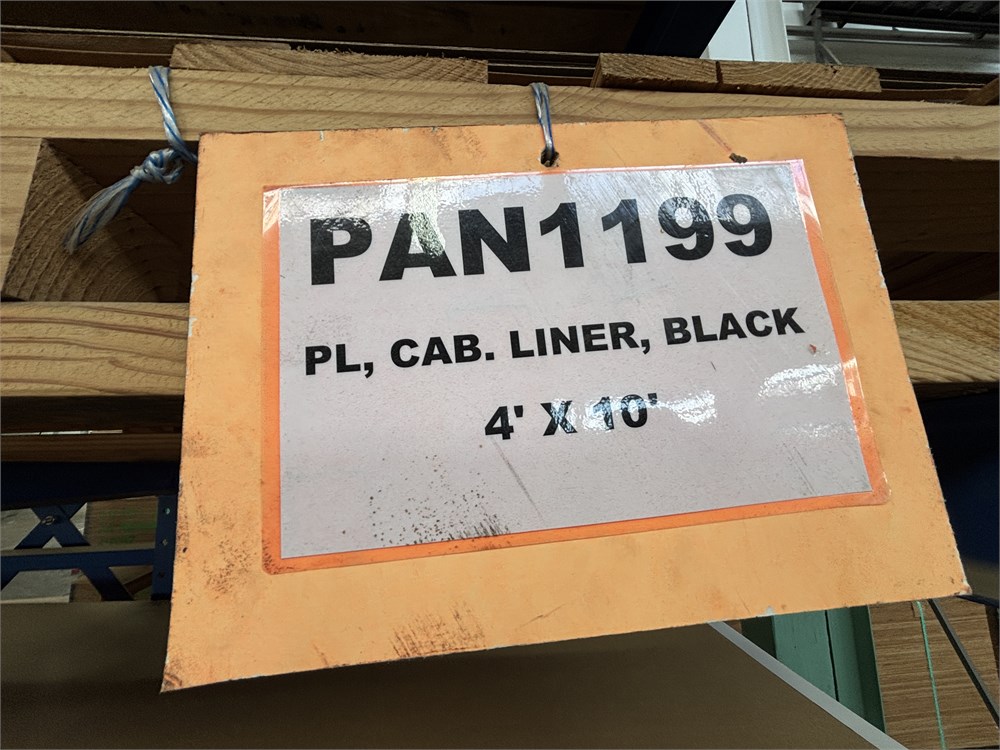 PAN1199
PL, CAB. LINER, BLACK
4' X 10'